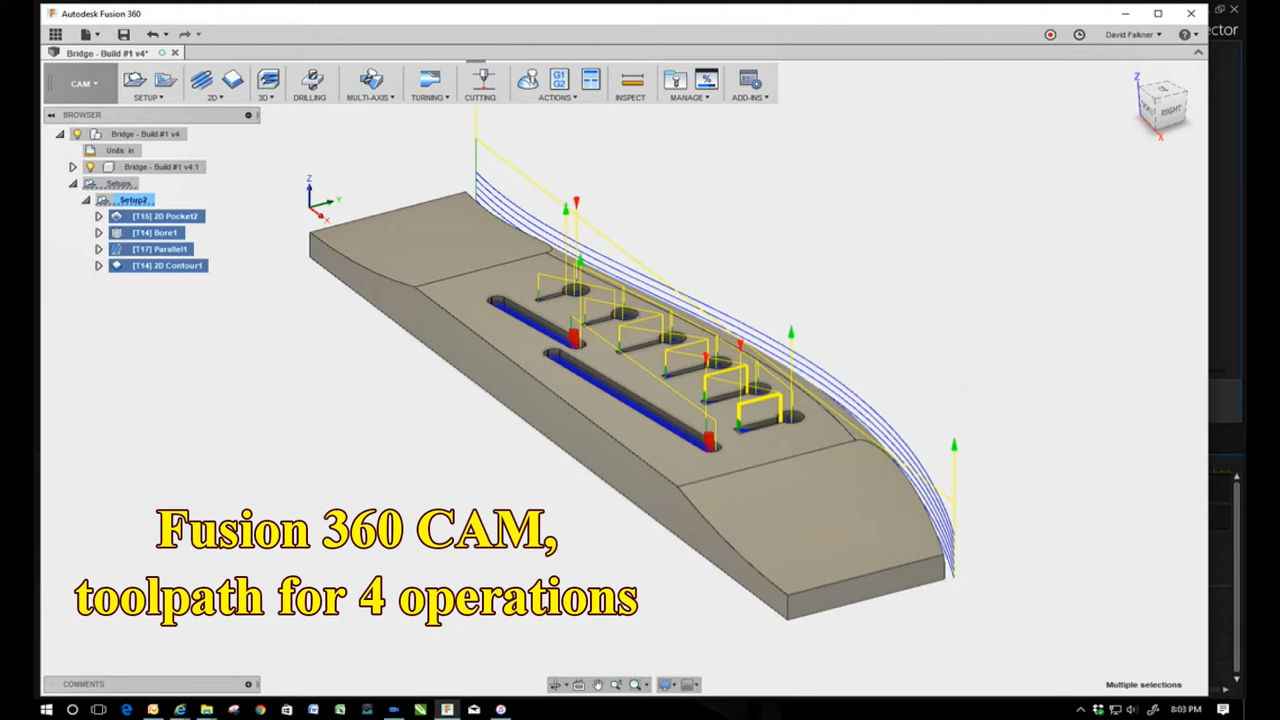 Autodesk Fusion 360
David Falkner
Bridge - Build #1 v4*
CAM
SETUP
2D
3D
DRILLING
MULTI-AXIS
TURNING
CUTTING
G1
G2
ACTIONS
INSPECT
MANAGE
ADD-INS
BROWSER
Bridge - Build #1 v4
Units: in
Bridge - Build #1 v4:1
Setups
Setup2
[T15] 2D Pocket2
[T14] Bore1
[T17] Parallel1
[T14] 2D Contour1
Z
Y
X
Z
RIGHT
X
Fusion 360 CAM,
toolpath for 4 operations
COMMENTS
Multiple selections
8:03 PM